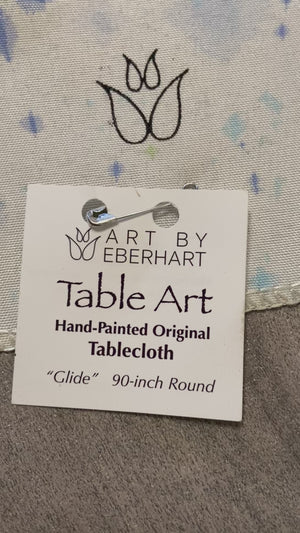 ART BY
EBERHART
Table Art
Hand-Painted Original
Tablecloth
“Glide” 90-inch Round